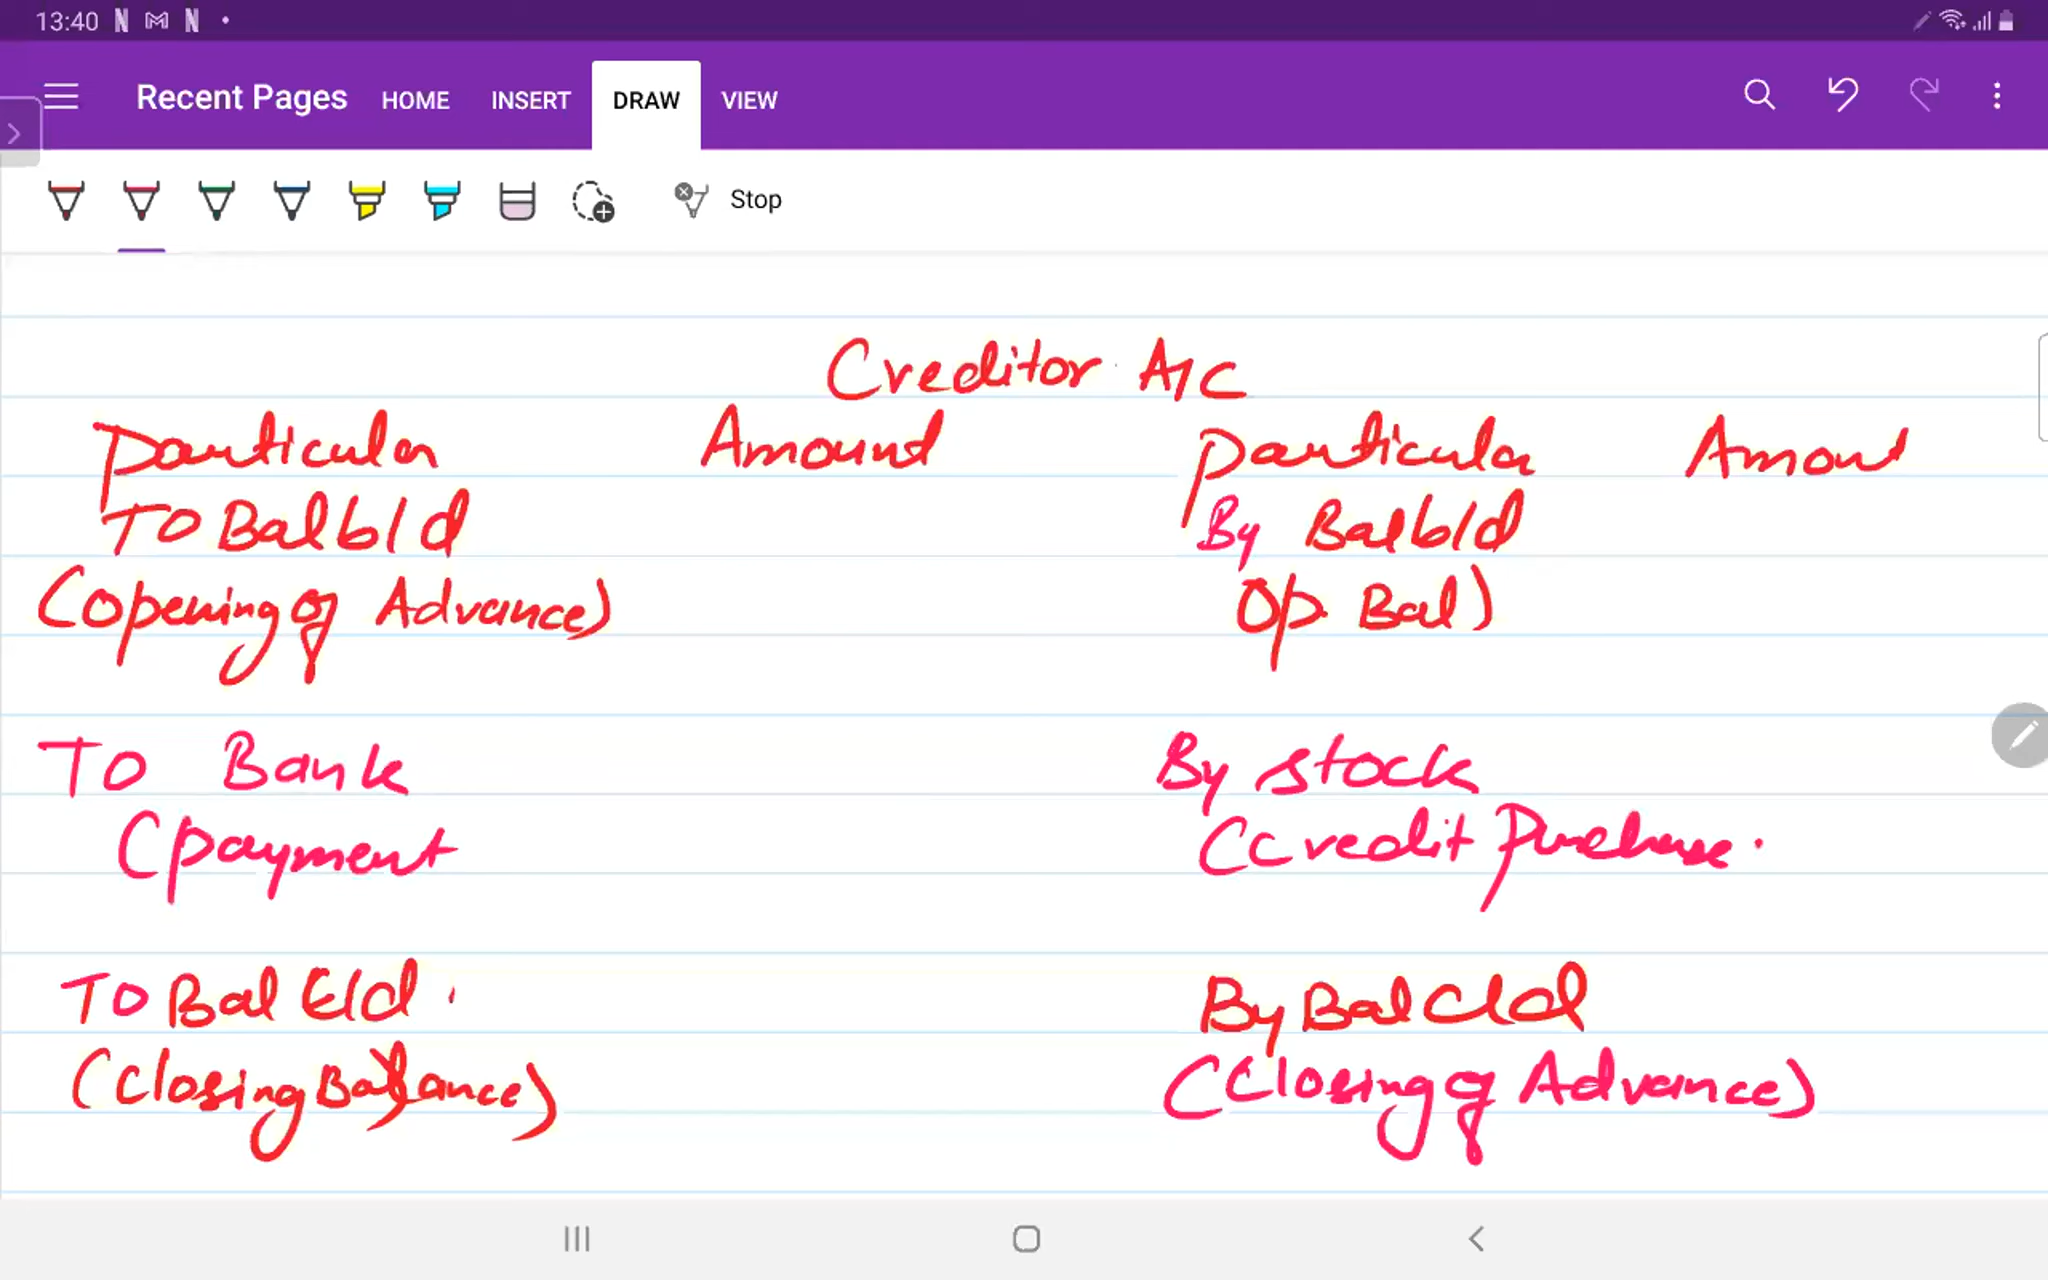 13:40
Recent Pages HOME INSERT DRAW VIEW
Stop
Creditor A/C
Particular Amount Particular Amount
To Bal b/d By Bal b/d
(opening of Advance) Op. Bal)
To Bank By stock
(payment (Credit Purchase.
To Bal c/d. By Bal c/d
(Closing Balance) (Closing of Advance)